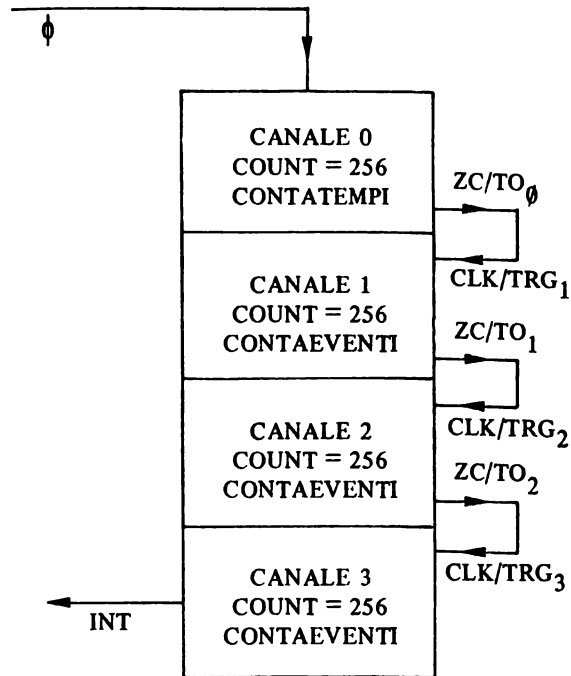 ϕ
CANALE 0
COUNT = 256
CONTATEMPI
ZC/TO₀
CLK/TRG₁
CANALE 1
COUNT = 256
CONTAEVENTI
ZC/TO₁
CLK/TRG₂
CANALE 2
COUNT = 256
CONTAEVENTI
ZC/TO₂
CLK/TRG₃
CANALE 3
COUNT = 256
CONTAEVENTI
INT